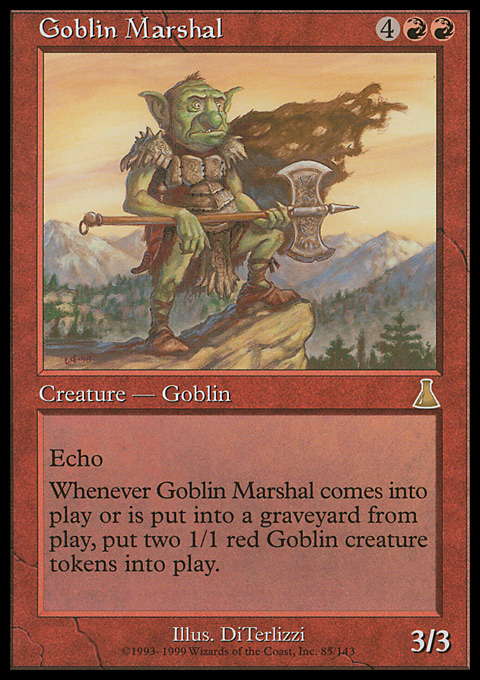 Goblin Marshal 4
Creature — Goblin
Echo
Whenever Goblin Marshal comes into
play or is put into a graveyard from
play, put two 1/1 red Goblin creature
tokens into play.
Illus. DiTerlizzi
©1993–1999 Wizards of the Coast, Inc. 85/143
3/3